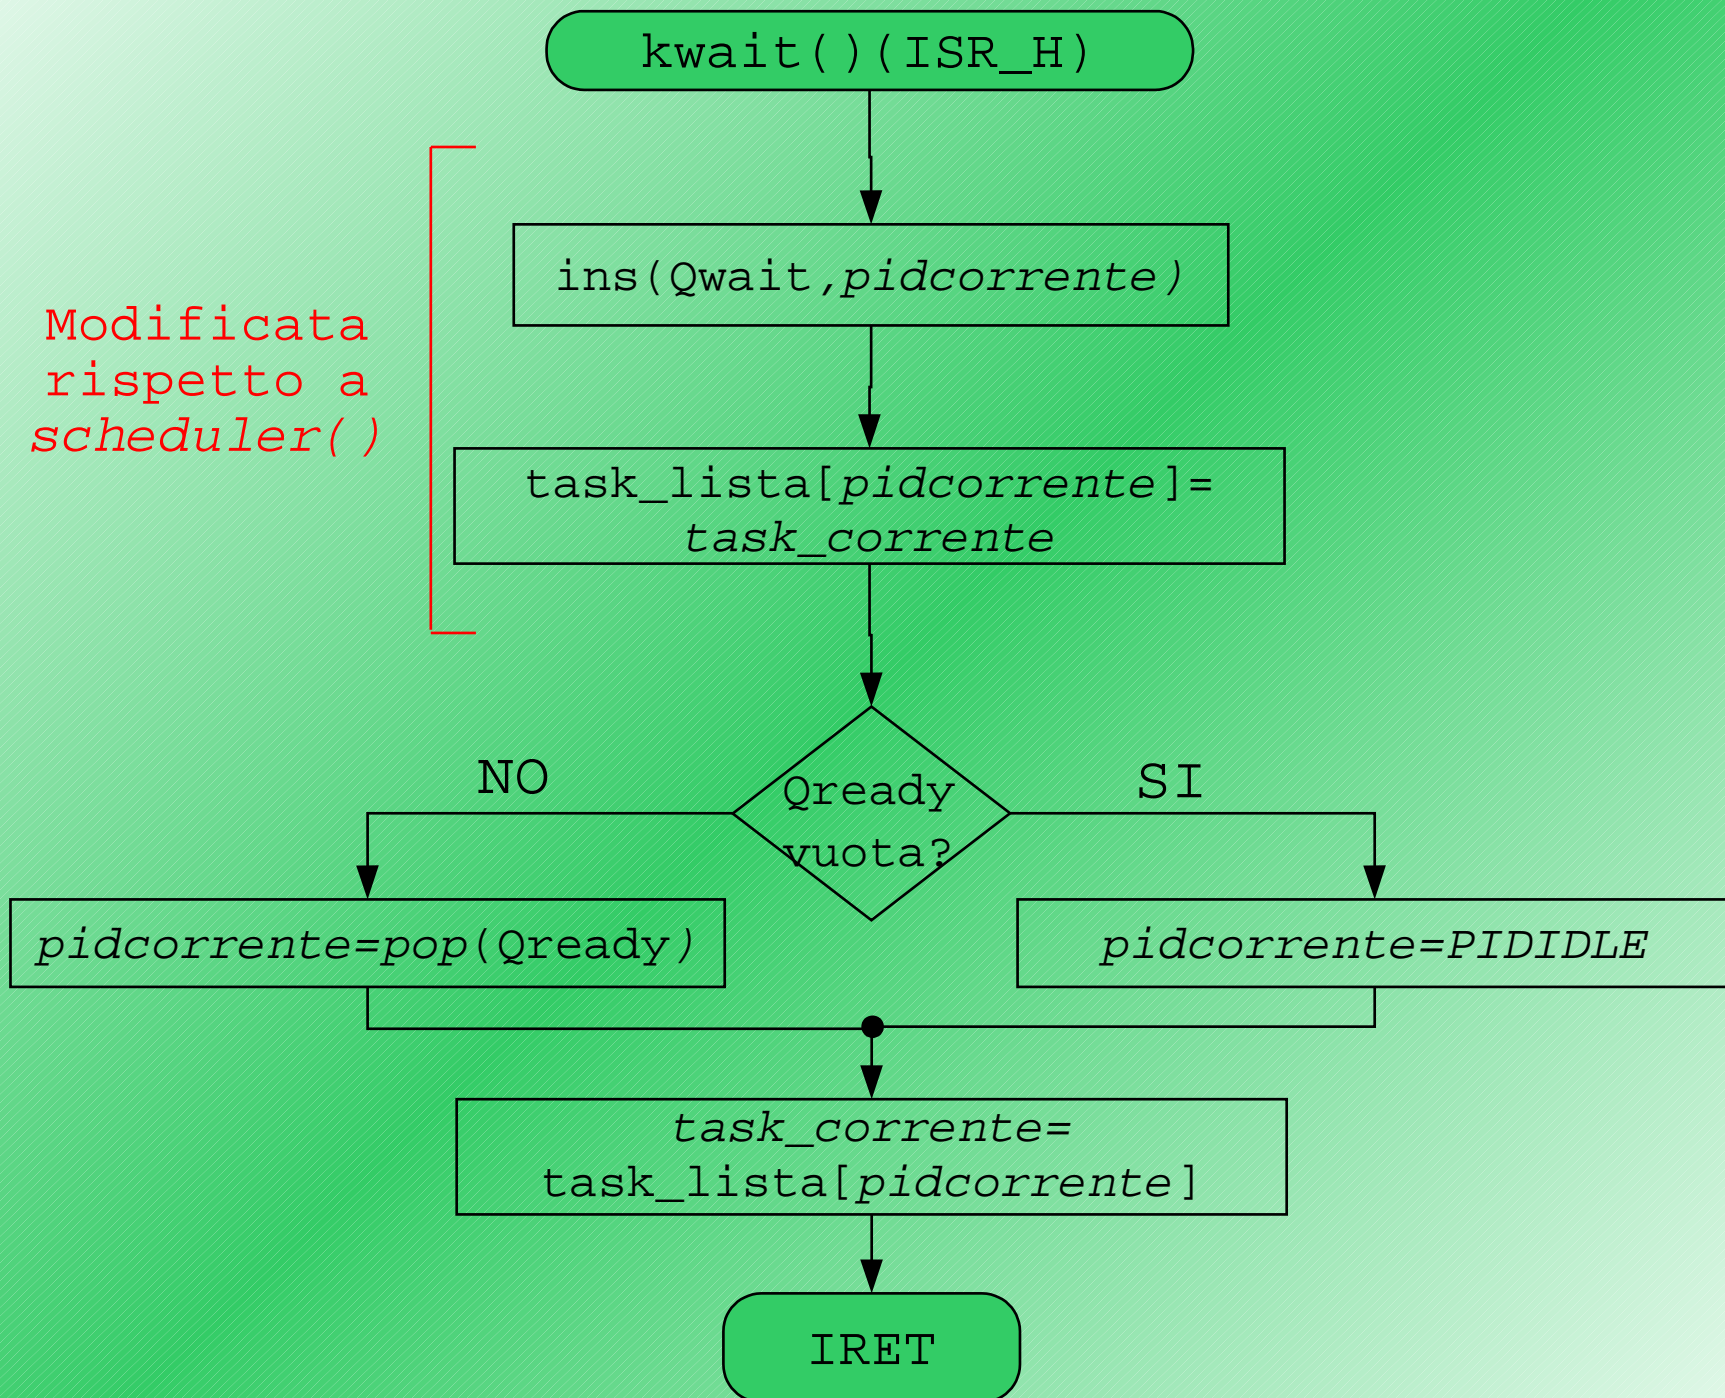 kwait()(ISR_H)
ins(Qwait,pidcorrente)
Modificata
rispetto a
scheduler()
task_lista[pidcorrente]=
task_corrente
NO
SI
Qready
vuota?
pidcorrente=pop(Qready)
pidcorrente=PIDIDLE
task_corrente=
task_lista[pidcorrente]
IRET